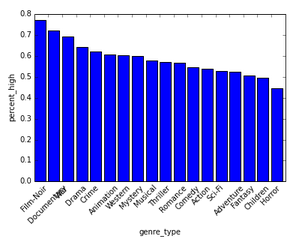 0.8
0.7
0.6
0.5
0.4
0.3
0.2
0.1
0.0
percent_high
Film-Noir
Documentary
War
Drama
Crime
Animation
Western
Mystery
Musical
Thriller
Romance
Comedy
Action
Sci-Fi
Adventure
Fantasy
Children
Horror
genre_type